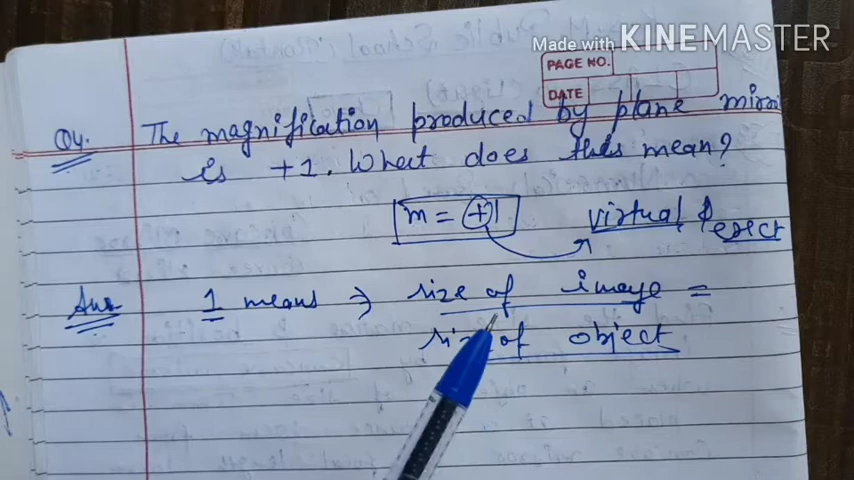 Made with KINEMASTER
PAGE NO.
DATE
Q4. The magnification produced by plane
is +1. What does this mean?
m = +1
virtual & erect
Ans 1 means → size of image =
size of object